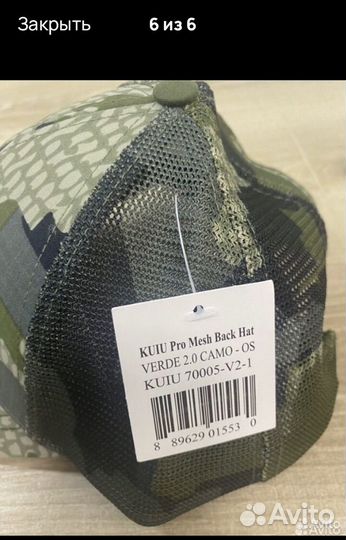 Закрыть
6 из 6
KUIU Pro Mesh Back Hat
VERDE 2.0 CAMO - OS
KUIU 70005-V2-1
8 89629 01553 0
Avito
Avito